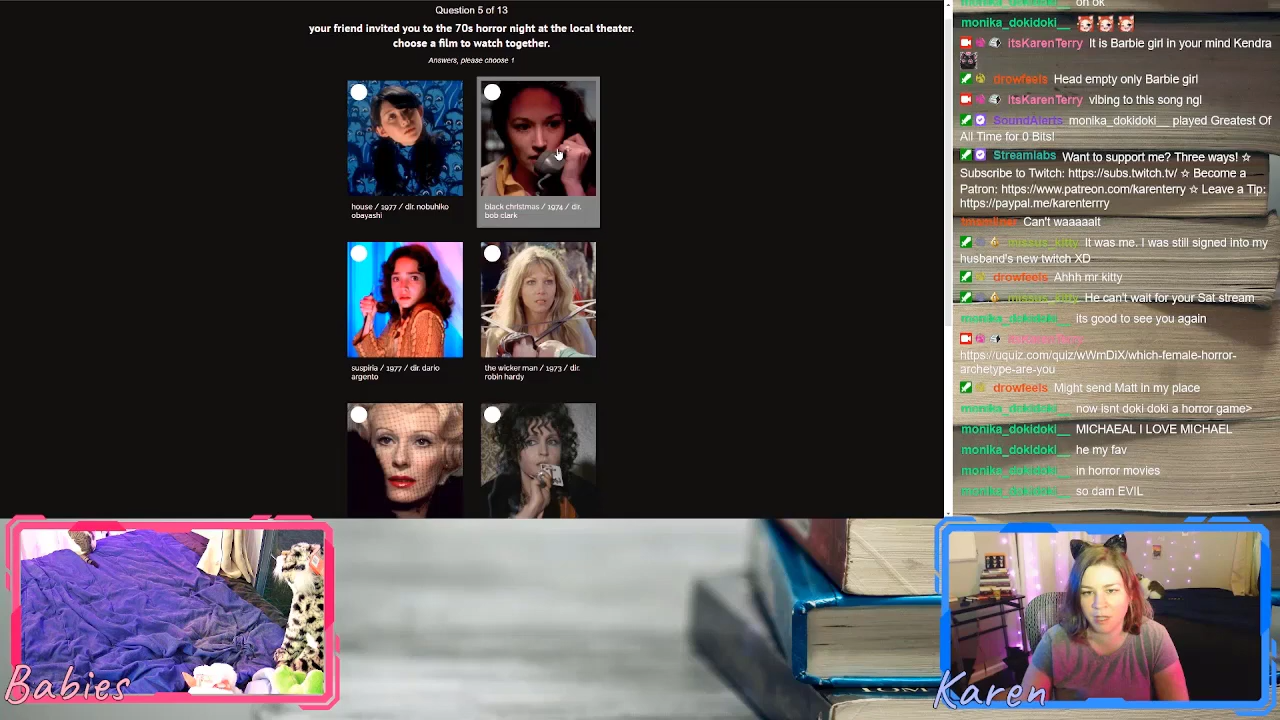 Question 5 of 13
your friend invited you to the 70s horror night at the local theater.
choose a film to watch together.
Answers, please choose 1
house / 1977 / dir. nobuhiko
obayashi
black christmas / 1974 / dir.
bob clark
suspiria / 1977 / dir. dario
argento
the wicker man / 1973 / dir.
robin hardy
oh ok
monika_dokidoki__
itsKarenTerry It is Barbie girl in your mind Kendra
drowfeels Head empty only Barbie girl
itsKarenTerry vibing to this song ngl
SoundAlerts monika_dokidoki__ played Greatest Of
All Time for 0 Bits!
Streamlabs Want to support me? Three ways! ☆
Subscribe to Twitch: https://subs.twitch.tv/ ☆ Become a
Patron: https://www.patreon.com/karenterry ☆ Leave a Tip:
https://paypal.me/karenterrry
Can't waaaaait
missus_kitty It was me. I was still signed into my
husband's new twitch XD
drowfeels Ahhh mr kitty
missus_kitty He can't wait for your Sat stream
monika_dokidoki__ its good to see you again
itsKarenTerry
https://uquiz.com/quiz/wWmDiX/which-female-horror-
archetype-are-you
drowfeels Might send Matt in my place
monika_dokidoki__ now isnt doki doki a horror game>
monika_dokidoki__ MICHAEAL I LOVE MICHAEL
monika_dokidoki__ he my fav
monika_dokidoki__ in horror movies
monika_dokidoki__ so dam EVIL
Babies
Karen